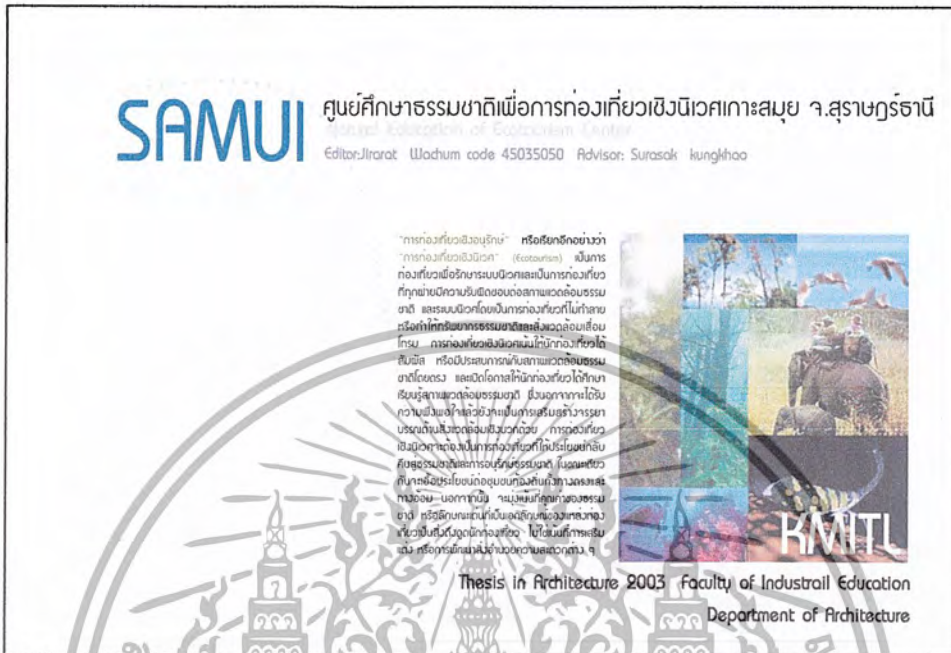 SAMUI
ศูนย์ศึกษาธรรมชาติเพื่อการท่องเที่ยวเชิงนิเวศเกาะสมุย จ.สุราษฎร์ธานี
Natural Education of Ecotourism Center
Editor:Jirarat Wachum code 45035050 Advisor: Surasak kungkhao
"การท่องเที่ยวเชิงอนุรักษ์" หรือเรียกอีกอย่างว่า
"การท่องเที่ยวเชิงนิเวศ" (Ecotourism) เป็นการ
ท่องเที่ยวเพื่อรักษาระบบนิเวศและเป็นการท่องเที่ยว
ที่ทุกฝ่ายมีความรับผิดชอบต่อสภาพแวดล้อมธรรม
ชาติ และระบบนิเวศโดยเป็นการท่องเที่ยวที่ไม่ทำลาย
หรือทำให้ทรัพยากรธรรมชาติและสิ่งแวดล้อมเสื่อม
โทรม การท่องเที่ยวเชิงนิเวศเน้นให้นักท่องเที่ยวได้
สัมผัส หรือมีประสบการณ์กับสภาพแวดล้อมธรรม
ชาติโดยตรง และเปิดโอกาสให้นักท่องเที่ยวได้ศึกษา
เรียนรู้สภาพแวดล้อมธรรมชาติ ซึ่งนอกจากจะได้รับ
ความพึงพอใจแล้วยังจะเป็นการเสริมสร้างจรรยา
บรรณด้านสิ่งแวดล้อมเชิงบวกด้วย การท่องเที่ยว
เชิงนิเวศจะต้องเป็นการท่องเที่ยวที่ให้ประโยชน์กลับ
คืนสู่ธรรมชาติและการอนุรักษ์ธรรมชาติ ในขณะเดียว
กันจะเอื้อประโยชน์ต่อชุมชนท้องถิ่นทั้งทางตรงและ
ทางอ้อม นอกจากนั้น จะมุ่งเน้นที่คุณค่าของธรรม
ชาติ หรือลักษณะเด่นที่เป็นเอกลักษณ์ของแหล่งท่อง
เที่ยวเป็นสิ่งดึงดูดนักท่องเที่ยว ไม่ใช่เน้นที่การเสริม
แต่ง หรือการพัฒนาสิ่งอำนวยความสะดวกต่าง ๆ
KMITL
Thesis in Architecture 2003 Faculty of Industrail Education
Department of Architecture